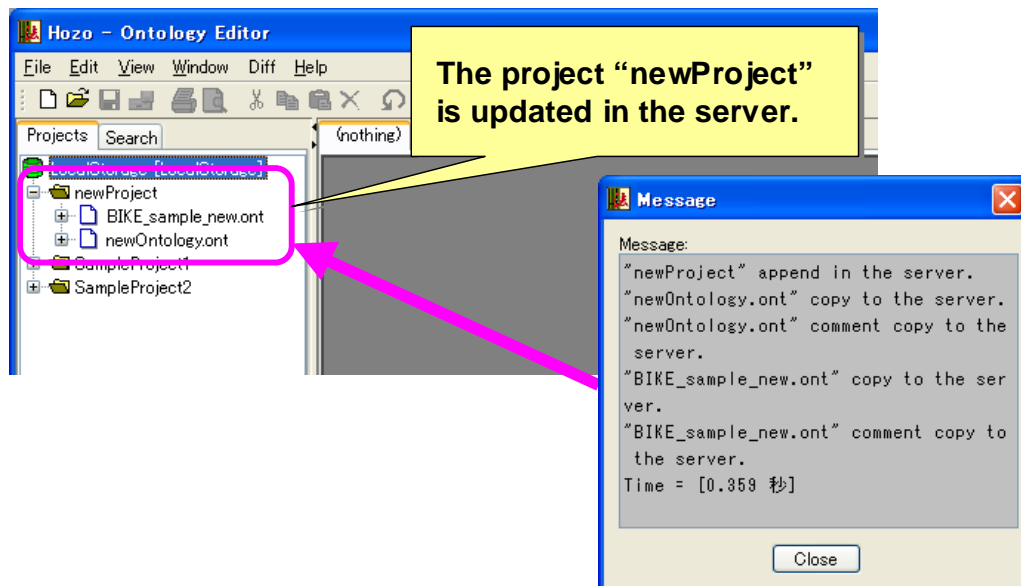 Hozo - Ontology Editor
File Edit View Window Diff Help
The project “newProject”
is updated in the server.
Projects Search
(nothing)
LocalStorage [LocalStorage]
newProject
BIKE_sample_new.ont
newOntology.ont
SampleProject1
SampleProject2
Message
Message:
"newProject" append in the server.
"newOntology.ont" copy to the server.
"newOntology.ont" comment copy to the
server.
"BIKE_sample_new.ont" copy to the ser
ver.
"BIKE_sample_new.ont" comment copy to
the server.
Time = [0.359 秒]
Close